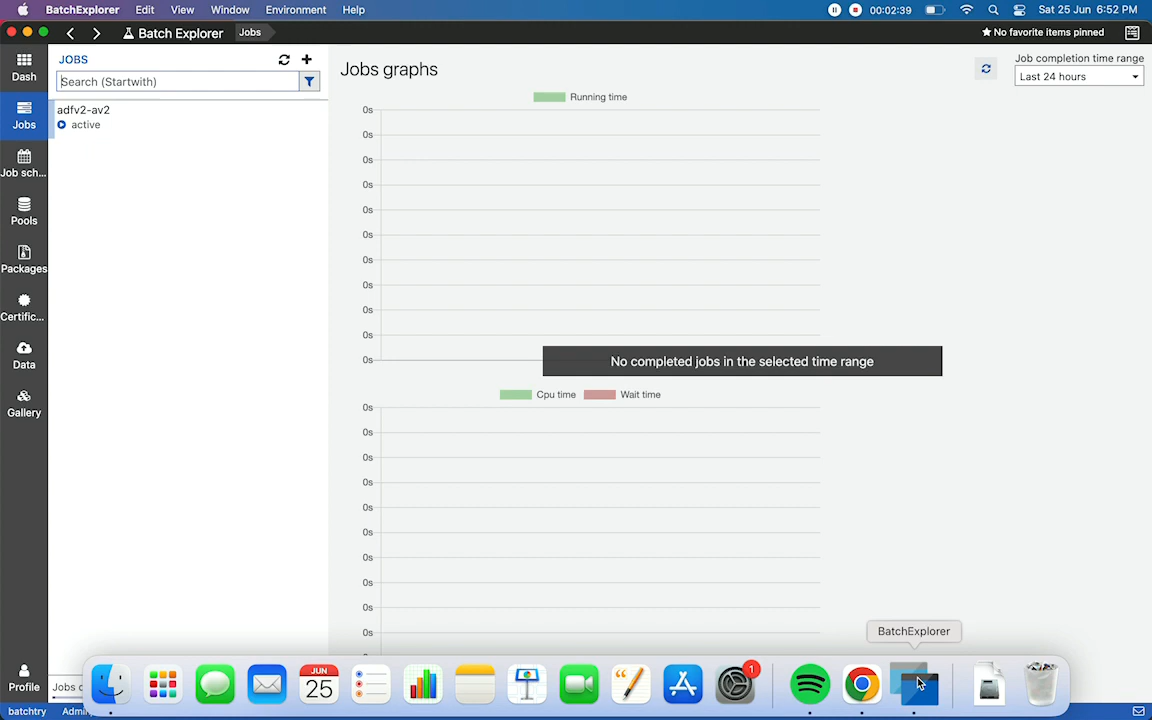 BatchExplorer Edit View Window Environment Help 00:02:39 Sat 25 Jun 6:52 PM
Batch Explorer Jobs No favorite items pinned
Dash
Jobs
Job sch...
Pools
Packages
Certific...
Data
Gallery
Profile
JOBS
Search (Startwith)
adfv2-av2
active
Jobs graphs
Job completion time range
Last 24 hours
Running time
0s
0s
0s
0s
0s
0s
0s
0s
0s
0s
0s
No completed jobs in the selected time range
Cpu time Wait time
0s
0s
0s
0s
0s
0s
0s
0s
0s
0s
BatchExplorer
JUN
25
1
batchtry